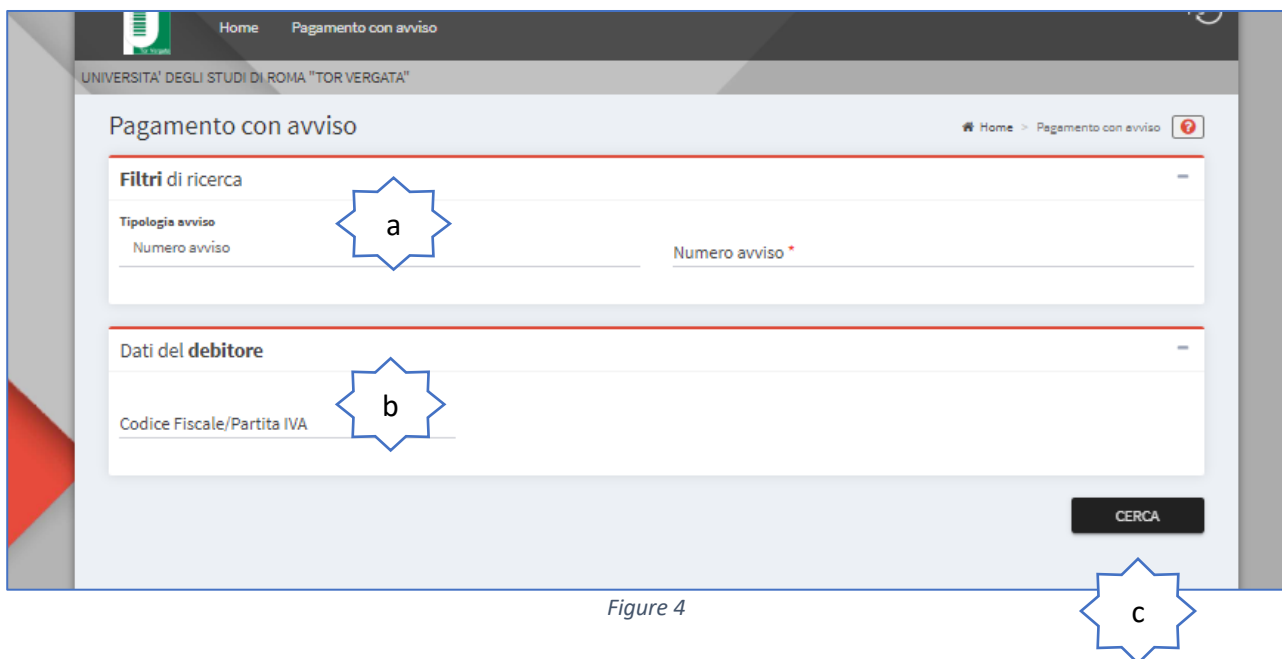 Home Pagamento con avviso
UNIVERSITA' DEGLI STUDI DI ROMA "TOR VERGATA"
Pagamento con avviso
Home > Pagamento con avviso
Filtri di ricerca
a
Tipologia avviso
Numero avviso
Numero avviso *
Dati del debitore
b
Codice Fiscale/Partita IVA
CERCA
Figure 4
c